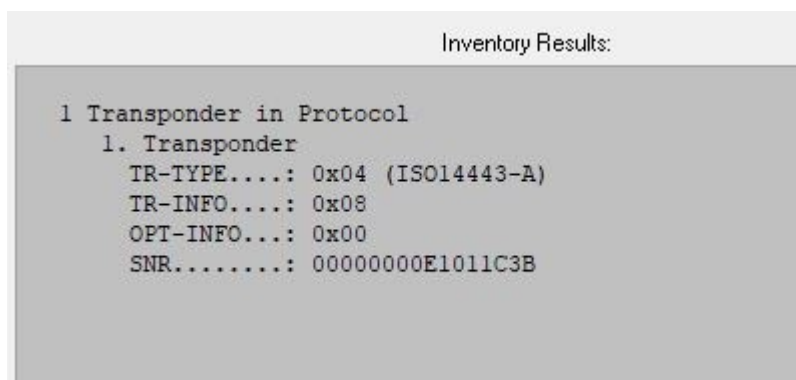 Inventory Results:
1 Transponder in Protocol
1. Transponder
TR-TYPE....: 0x04 (ISO14443-A)
TR-INFO....: 0x08
OPT-INFO...: 0x00
SNR........: 00000000E1011C3B